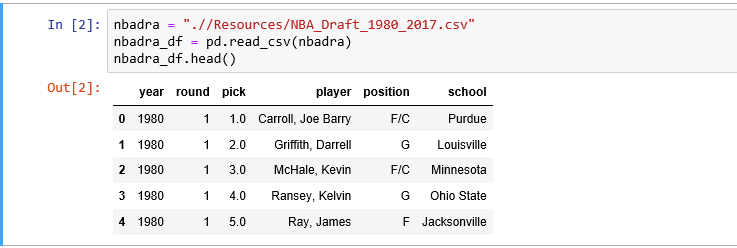 In [2]: nbadra = ".//Resources/NBA_Draft_1980_2017.csv"
nbadra_df = pd.read_csv(nbadra)
nbadra_df.head()
Out[2]:
year round pick player position school
0 1980 1 1.0 Carroll, Joe Barry F/C Purdue
1 1980 1 2.0 Griffith, Darrell G Louisville
2 1980 1 3.0 McHale, Kevin F/C Minnesota
3 1980 1 4.0 Ransey, Kelvin G Ohio State
4 1980 1 5.0 Ray, James F Jacksonville